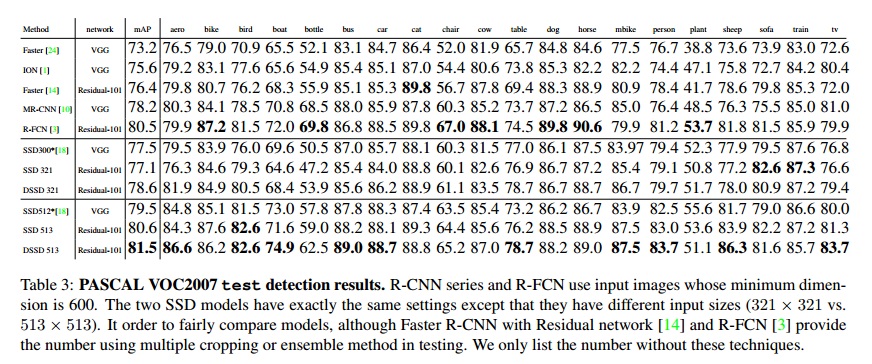 Method network mAP aero bike bird boat bottle bus car cat chair cow table dog horse mbike person plant sheep sofa train tv
Faster [24] VGG 73.2 76.5 79.0 70.9 65.5 52.1 83.1 84.7 86.4 52.0 81.9 65.7 84.8 84.6 77.5 76.7 38.8 73.6 73.9 83.0 72.6
ION [1] VGG 75.6 79.2 83.1 77.6 65.6 54.9 85.4 85.1 87.0 54.4 80.6 73.8 85.3 82.2 82.2 74.4 47.1 75.8 72.7 84.2 80.4
Faster [14] Residual-101 76.4 79.8 80.7 76.2 68.3 55.9 85.1 85.3 89.8 56.7 87.8 69.4 88.3 88.9 80.9 78.4 41.7 78.6 79.8 85.3 72.0
MR-CNN [10] VGG 78.2 80.3 84.1 78.5 70.8 68.5 88.0 85.9 87.8 60.3 85.2 73.7 87.2 86.5 85.0 76.4 48.5 76.3 75.5 85.0 81.0
R-FCN [3] Residual-101 80.5 79.9 87.2 81.5 72.0 69.8 86.8 88.5 89.8 67.0 88.1 74.5 89.8 90.6 79.9 81.2 53.7 81.8 81.5 85.9 79.9
SSD300*[18] VGG 77.5 79.5 83.9 76.0 69.6 50.5 87.0 85.7 88.1 60.3 81.5 77.0 86.1 87.5 83.97 79.4 52.3 77.9 79.5 87.6 76.8
SSD 321 Residual-101 77.1 76.3 84.6 79.3 64.6 47.2 85.4 84.0 88.8 60.1 82.6 76.9 86.7 87.2 85.4 79.1 50.8 77.2 82.6 87.3 76.6
DSSD 321 Residual-101 78.6 81.9 84.9 80.5 68.4 53.9 85.6 86.2 88.9 61.1 83.5 78.7 86.7 88.7 86.7 79.7 51.7 78.0 80.9 87.2 79.4
SSD512*[18] VGG 79.5 84.8 85.1 81.5 73.0 57.8 87.8 88.3 87.4 63.5 85.4 73.2 86.2 86.7 83.9 82.5 55.6 81.7 79.0 86.6 80.0
SSD 513 Residual-101 80.6 84.3 87.6 82.6 71.6 59.0 88.2 88.1 89.3 64.4 85.6 76.2 88.5 88.9 87.5 83.0 53.6 83.9 82.2 87.2 81.3
DSSD 513 Residual-101 81.5 86.6 86.2 82.6 74.9 62.5 89.0 88.7 88.8 65.2 87.0 78.7 88.2 89.0 87.5 83.7 51.1 86.3 81.6 85.7 83.7
Table 3: PASCAL VOC2007 test detection results. R-CNN series and R-FCN use input images whose minimum dimen-
sion is 600. The two SSD models have exactly the same settings except that they have different input sizes (321 × 321 vs.
513 × 513). It order to fairly compare models, although Faster R-CNN with Residual network [14] and R-FCN [3] provide
the number using multiple cropping or ensemble method in testing. We only list the number without these techniques.